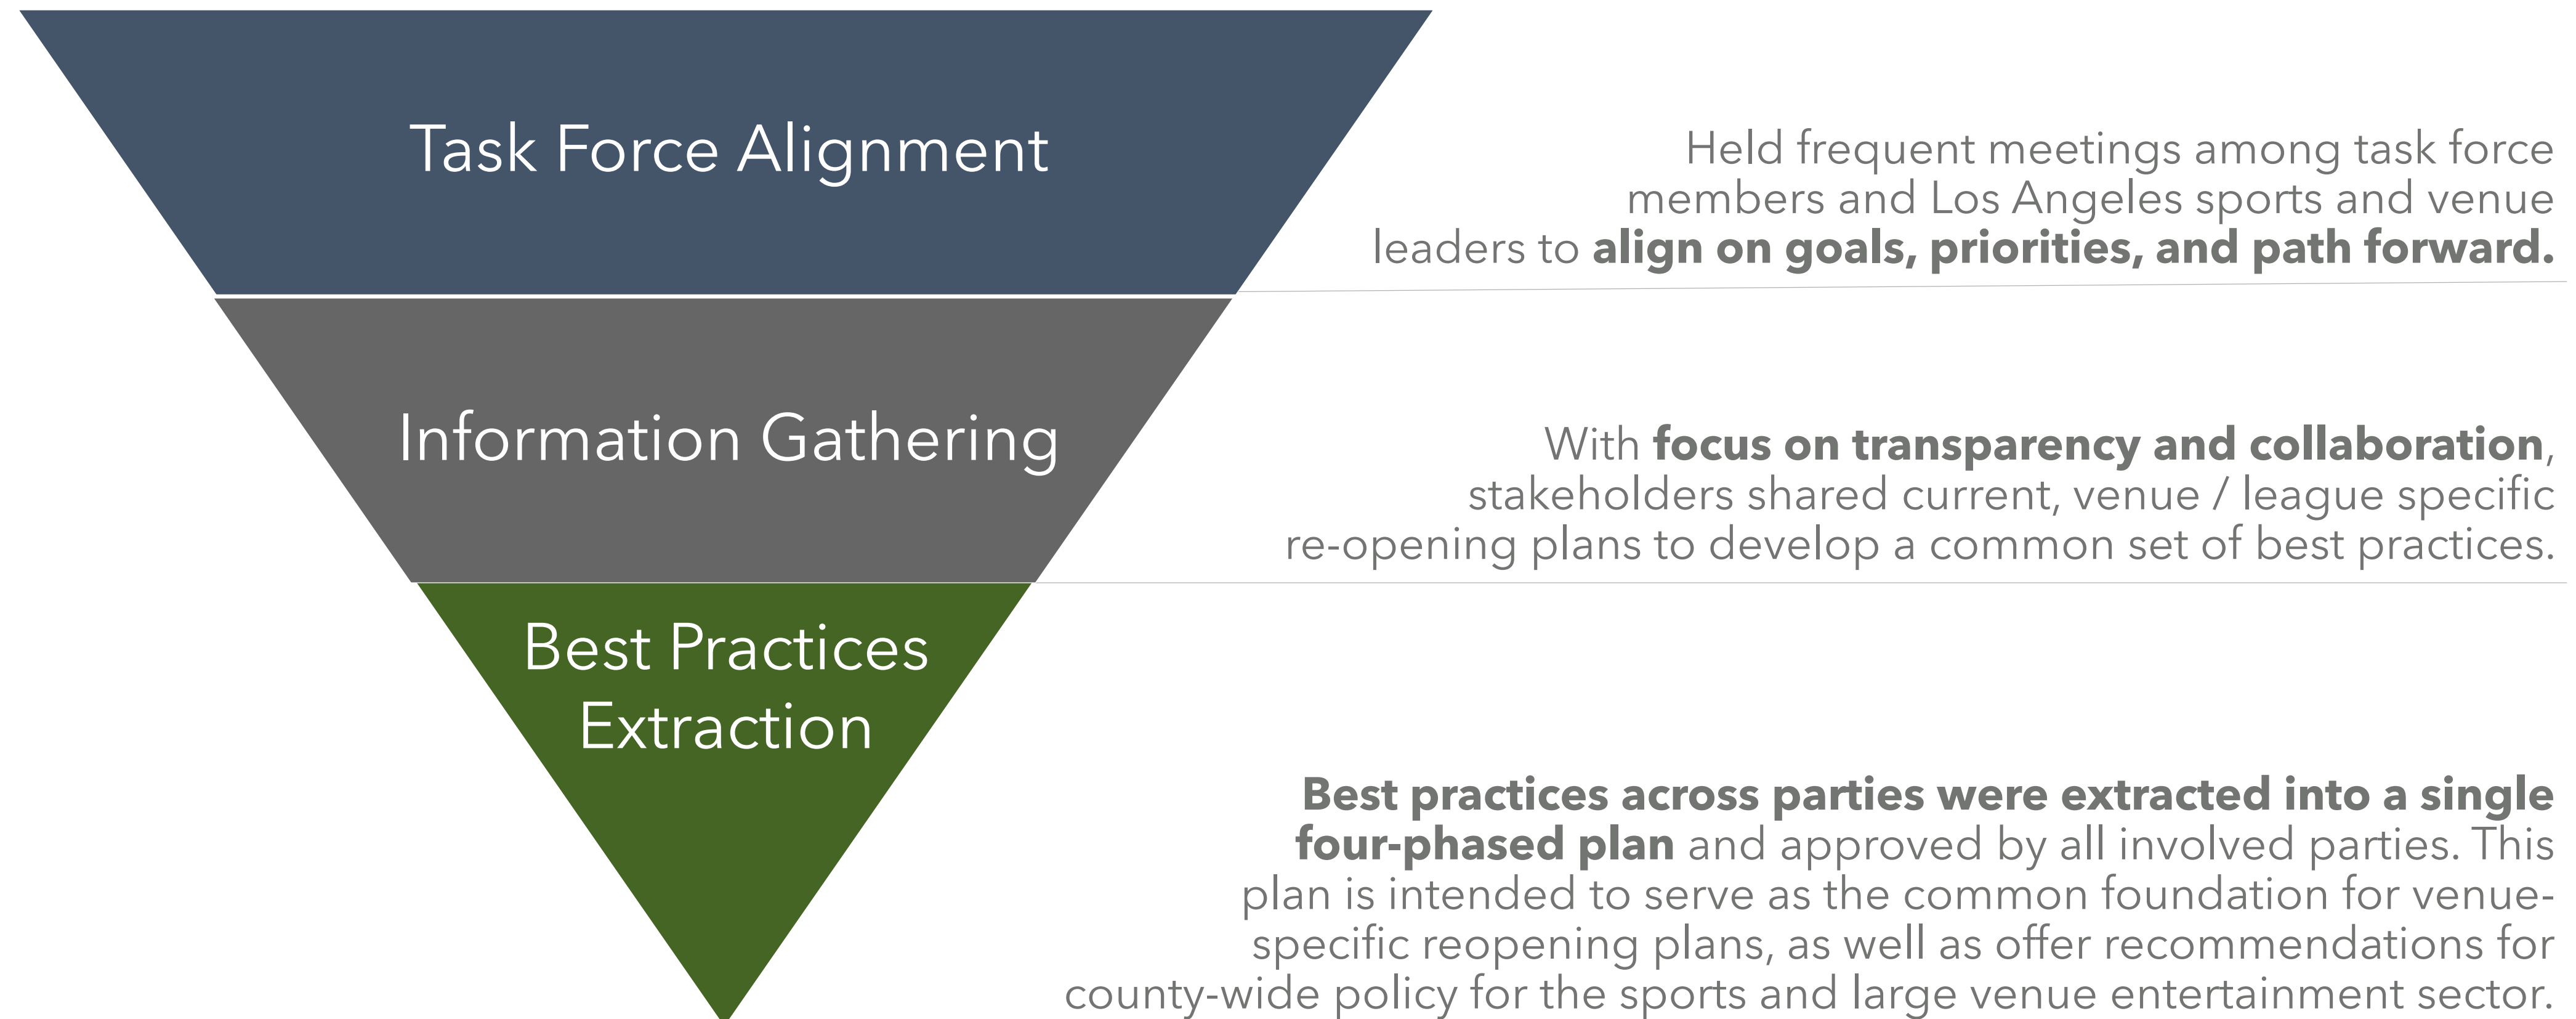 Task Force Alignment
Held frequent meetings among task force
members and Los Angeles sports and venue
leaders to align on goals, priorities, and path forward.
Information Gathering
With focus on transparency and collaboration,
stakeholders shared current, venue / league specific
re-opening plans to develop a common set of best practices.
Best Practices
Extraction
Best practices across parties were extracted into a single
four-phased plan and approved by all involved parties. This
plan is intended to serve as the common foundation for venue-
specific reopening plans, as well as offer recommendations for
county-wide policy for the sports and large venue entertainment sector.